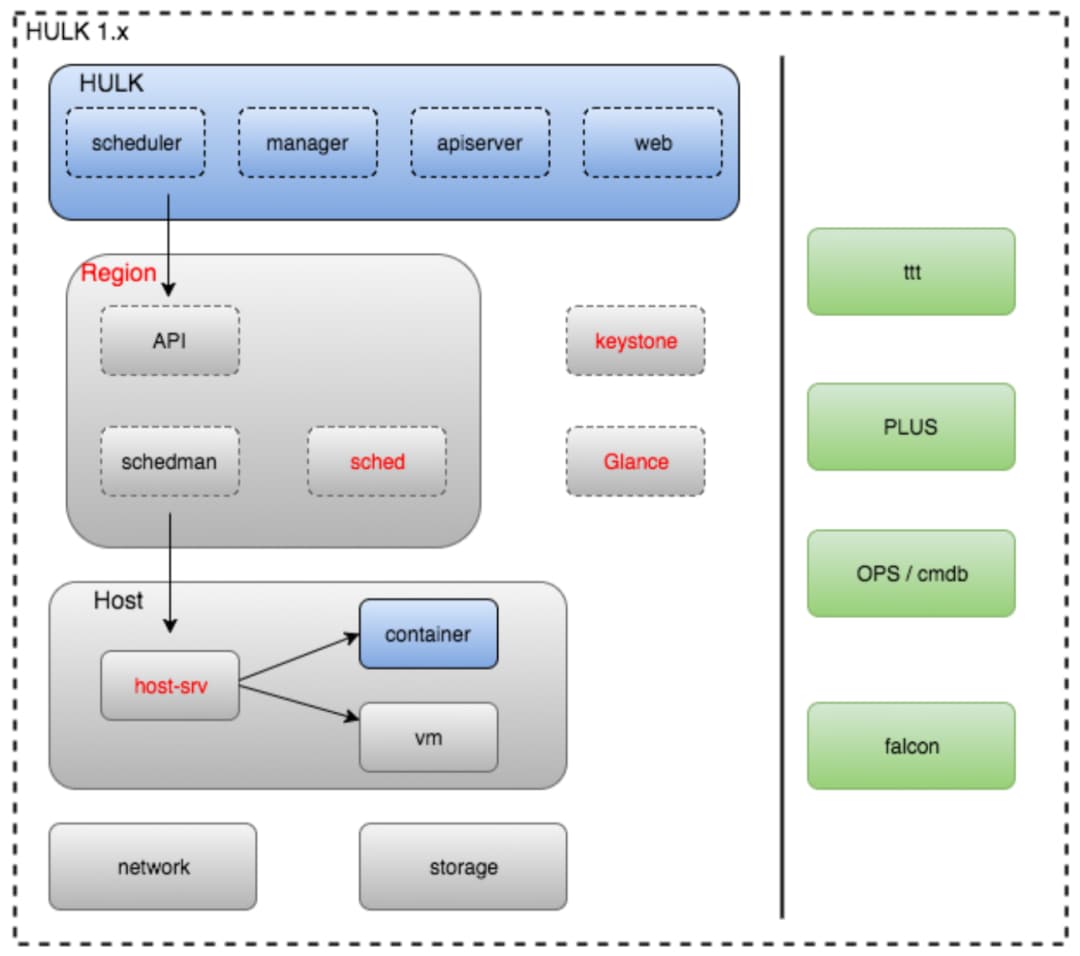 HULK 1.x
HULK
scheduler
manager
apiserver
web
Region
API
keystone
schedman
sched
Glance
Host
container
host-srv
vm
network
storage
ttt
PLUS
OPS / cmdb
falcon